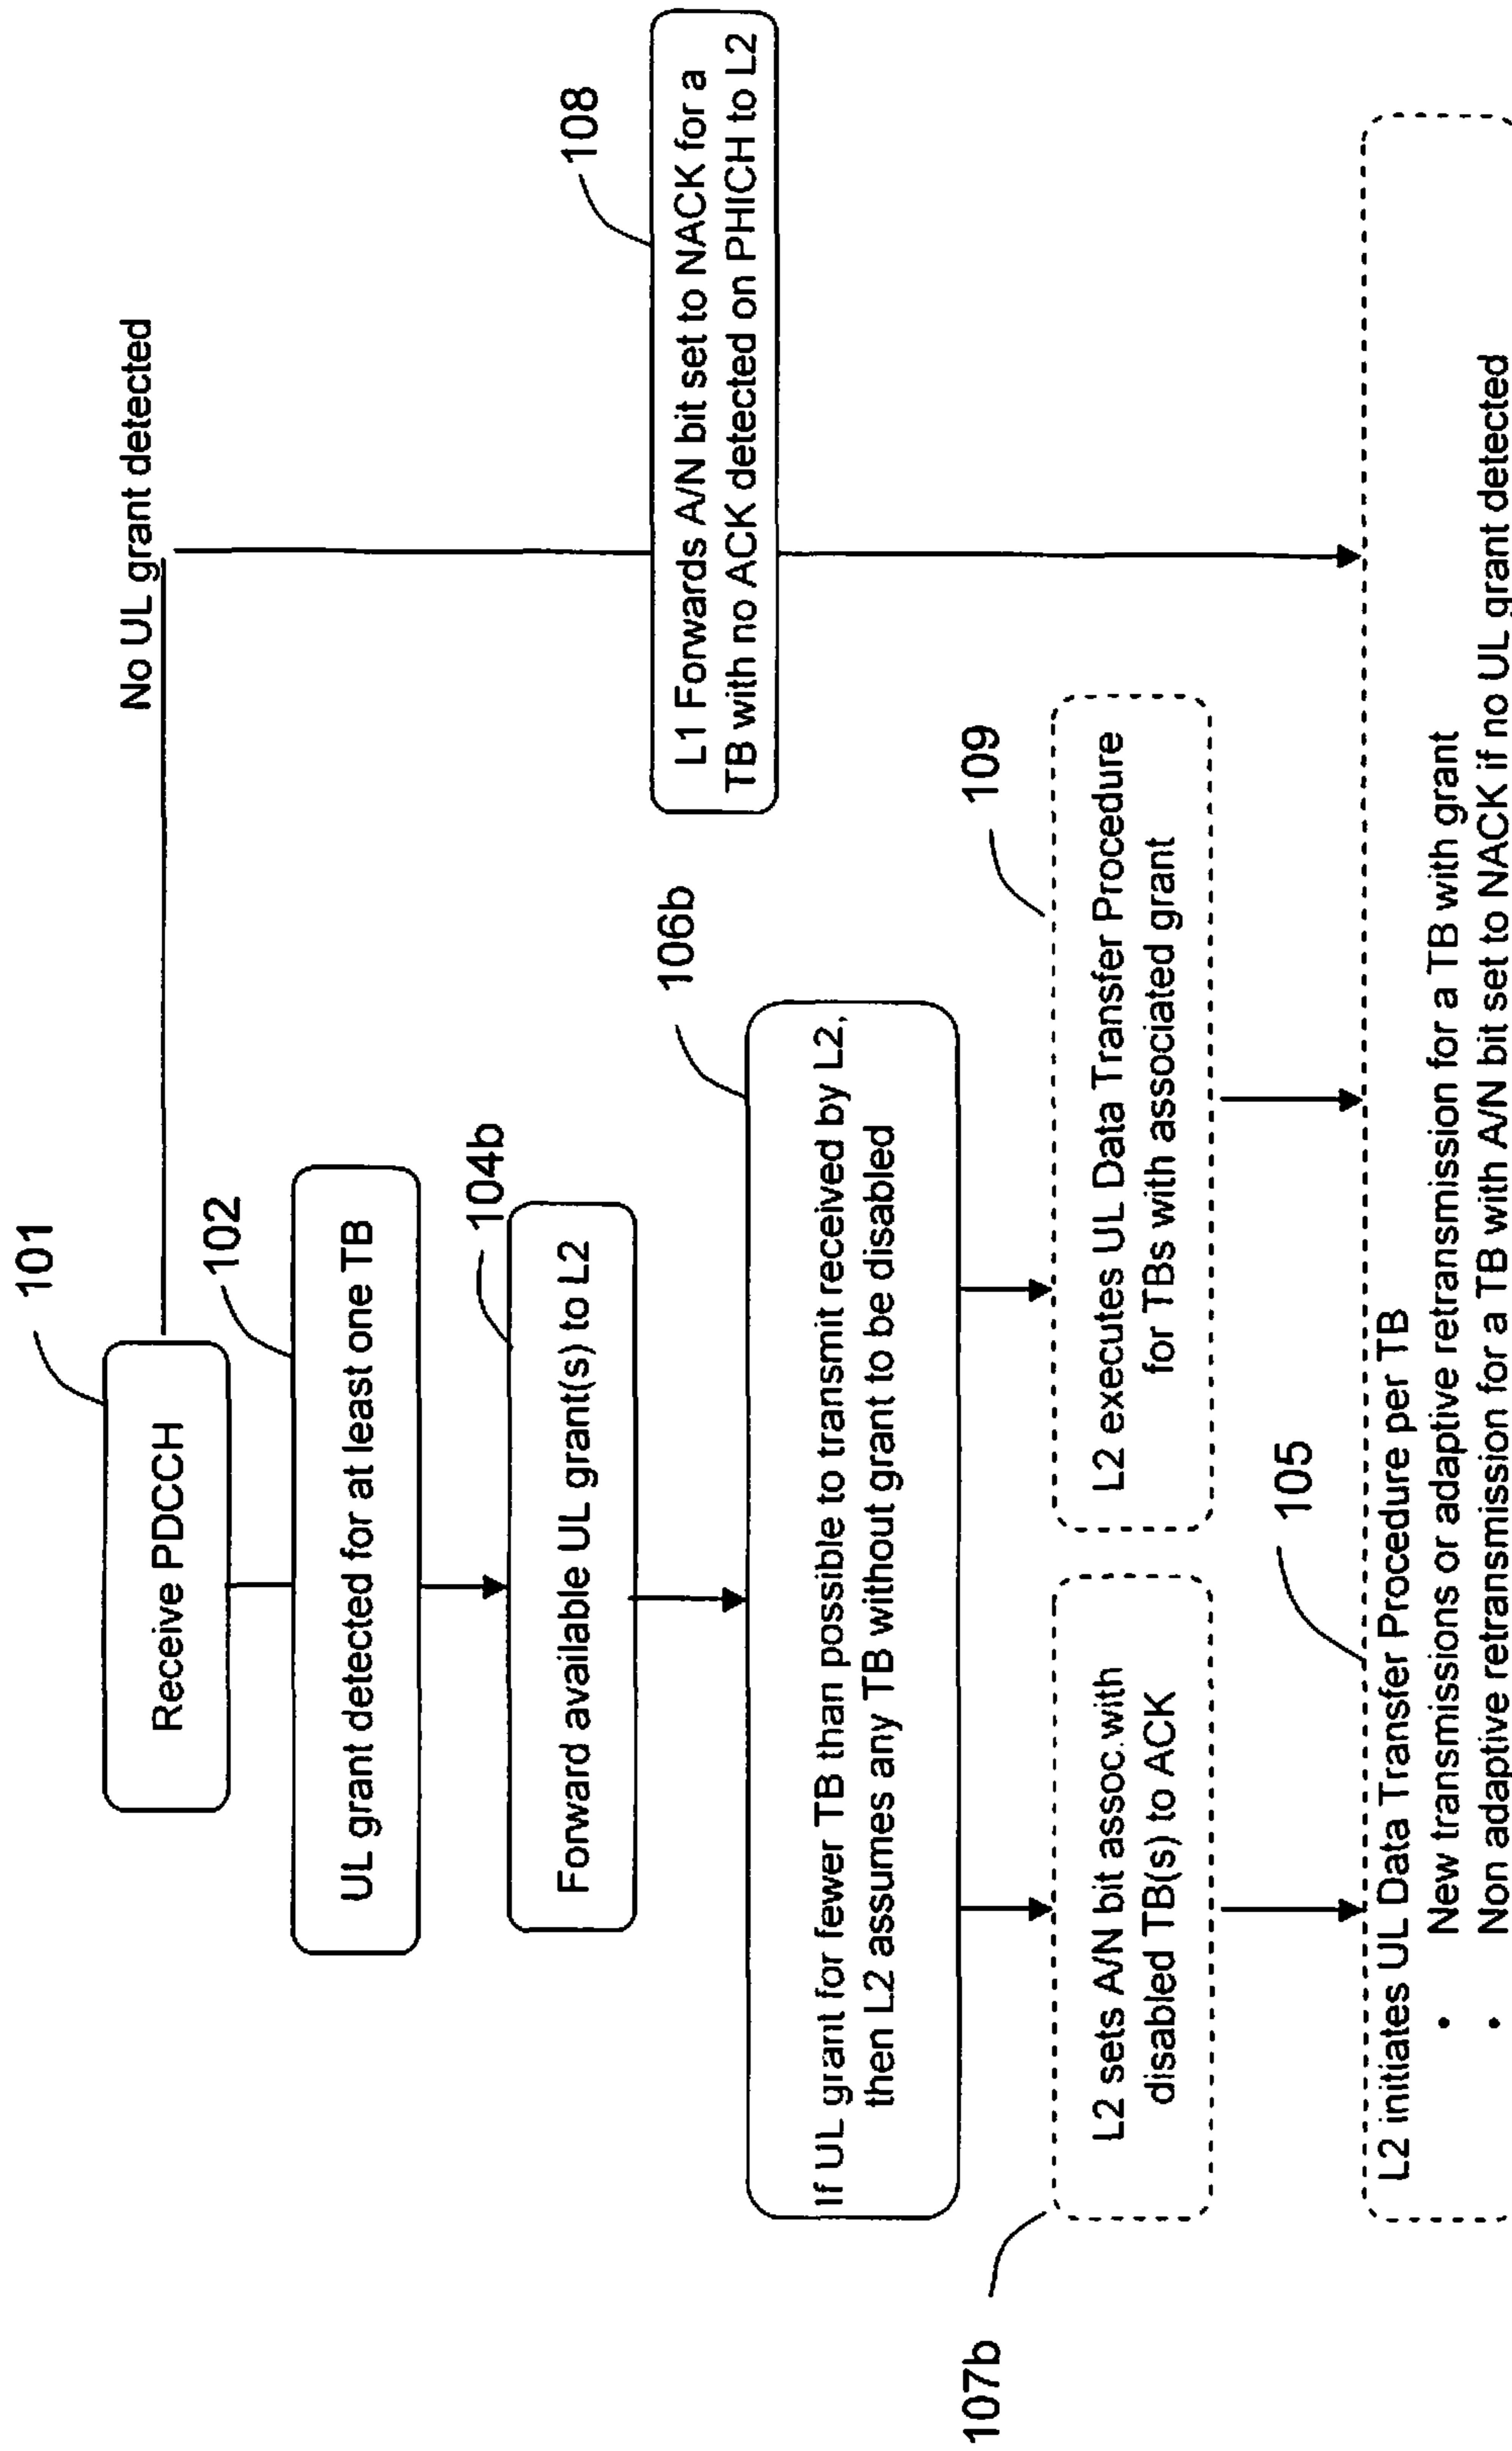 101
Receive PDCCH
No UL grant detected
102
UL grant detected for at least one TB
104b
Forward available UL grant(s) to L2
108
L1 Forwards A/N bit set to NACK for a
TB with no ACK detected on PHICH to L2
106b
If UL grant for fewer TB than possible to transmit received by L2,
then L2 assumes any TB without grant to be disabled
107b
L2 sets A/N bit assoc.with
disabled TB(s) to ACK
109
L2 executes UL Data Transfer Procedure
for TBs with associated grant
105
L2 initiates UL Data Transfer Procedure per TB
• New transmissions or adaptive retransmission for a TB with grant
• Non adaptive retransmission for a TB with A/N bit set to NACK if no UL grant detected